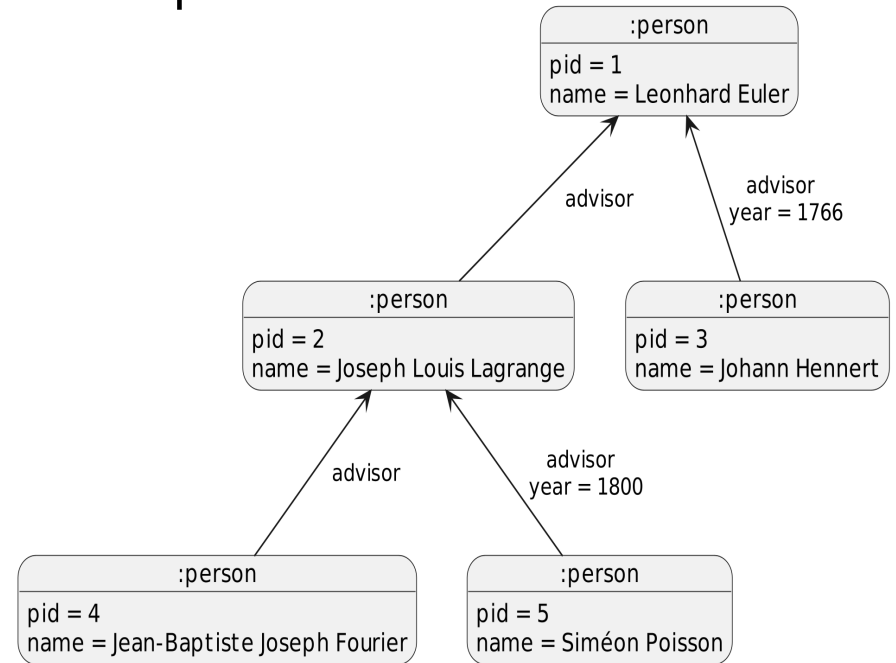 :person
pid = 1
name = Leonhard Euler
advisor
advisor
year = 1766
:person
pid = 2
name = Joseph Louis Lagrange
:person
pid = 3
name = Johann Hennert
advisor
advisor
year = 1800
:person
pid = 4
name = Jean-Baptiste Joseph Fourier
:person
pid = 5
name = Siméon Poisson